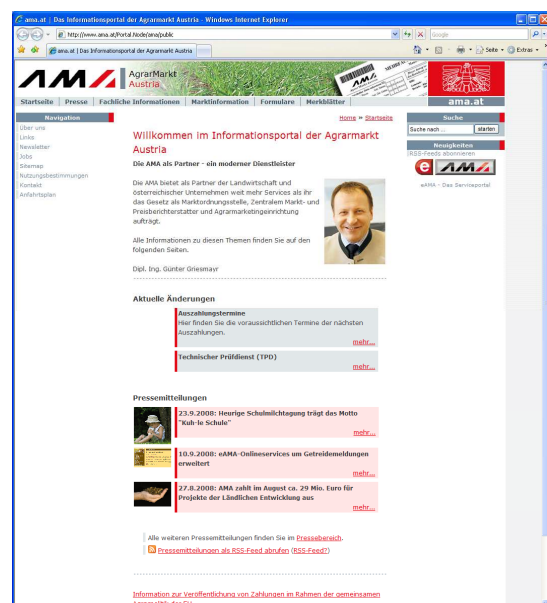 ama.at | Das Informationsportal der Agrarmarkt Austria - Windows Internet Explorer
http://www.ama.at/Portal.Node/ama/public
Google
ama.at | Das Informationsportal der Agrarmarkt Austria
Seite
Extras
AMA
AgrarMarkt
Austria
AMA
Startseite Presse Fachliche Informationen Marktinformation Formulare Merkblätter
ama.at
Navigation
Über uns
Links
Newsletter
Jobs
Sitemap
Nutzungsbestimmungen
Kontakt
Anfahrtsplan
Home » Startseite
Willkommen im Informationsportal der Agrarmarkt
Austria
Die AMA als Partner - ein moderner Dienstleister
Die AMA bietet als Partner der Landwirtschaft und
österreichischer Unternehmen weit mehr Services als ihr
das Gesetz als Marktordnungsstelle, Zentralem Markt- und
Preisberichterstatter und Agrarmarketingeinrichtung
aufträgt.
Alle Informationen zu diesen Themen finden Sie auf den
folgenden Seiten.
Dipl. Ing. Günter Griesmayr
Aktuelle Änderungen
Auszahlungstermine
Hier finden Sie die voraussichtlichen Termine der nächsten
Auszahlungen.
mehr...
Technischer Prüfdienst (TPD)
mehr...
Pressemitteilungen
23.9.2008: Heurige Schulmilchtagung trägt das Motto
"Kuh-le Schule"
mehr...
10.9.2008: eAMA-Onlineservices um Getreidemeldungen
erweitert
mehr...
27.8.2008: AMA zahlt im August ca. 29 Mio. Euro für
Projekte der Ländlichen Entwicklung aus
mehr...
Alle weiteren Pressemitteilungen finden Sie im Pressebereich.
Pressemitteilungen als RSS-Feed abrufen (RSS-Feed?)
Information zur Veröffentlichung von Zahlungen im Rahmen der gemeinsamen
Agrarpolitik der EU
Suche
Suche nach ...
starten
Neuigkeiten
RSS-Feeds abonnieren
e AMA
eAMA - Das Serviceportal